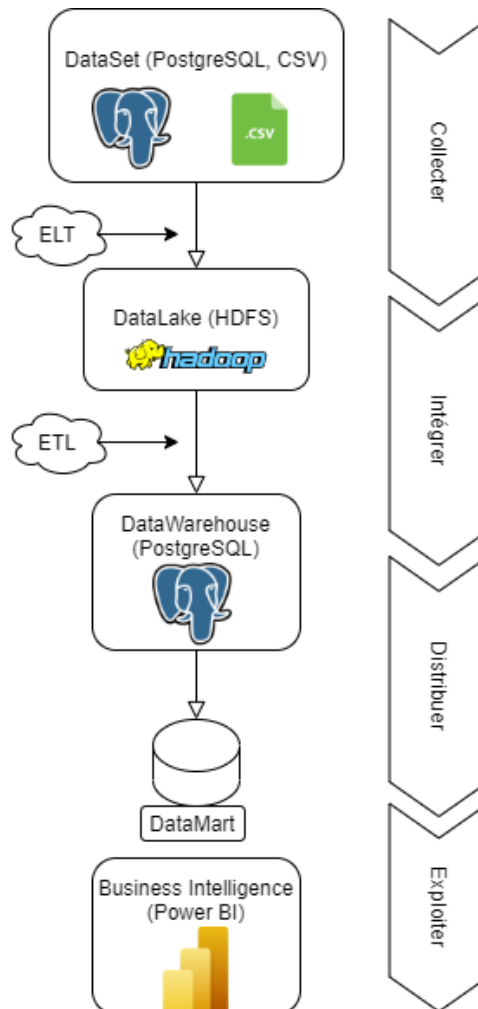 DataSet (PostgreSQL, CSV)
.CSV
Collecter
ELT
DataLake (HDFS)
hadoop
Intégrer
ETL
DataWarehouse
(PostgreSQL)
Distribuer
DataMart
Business Intelligence
(Power BI)
Exploiter